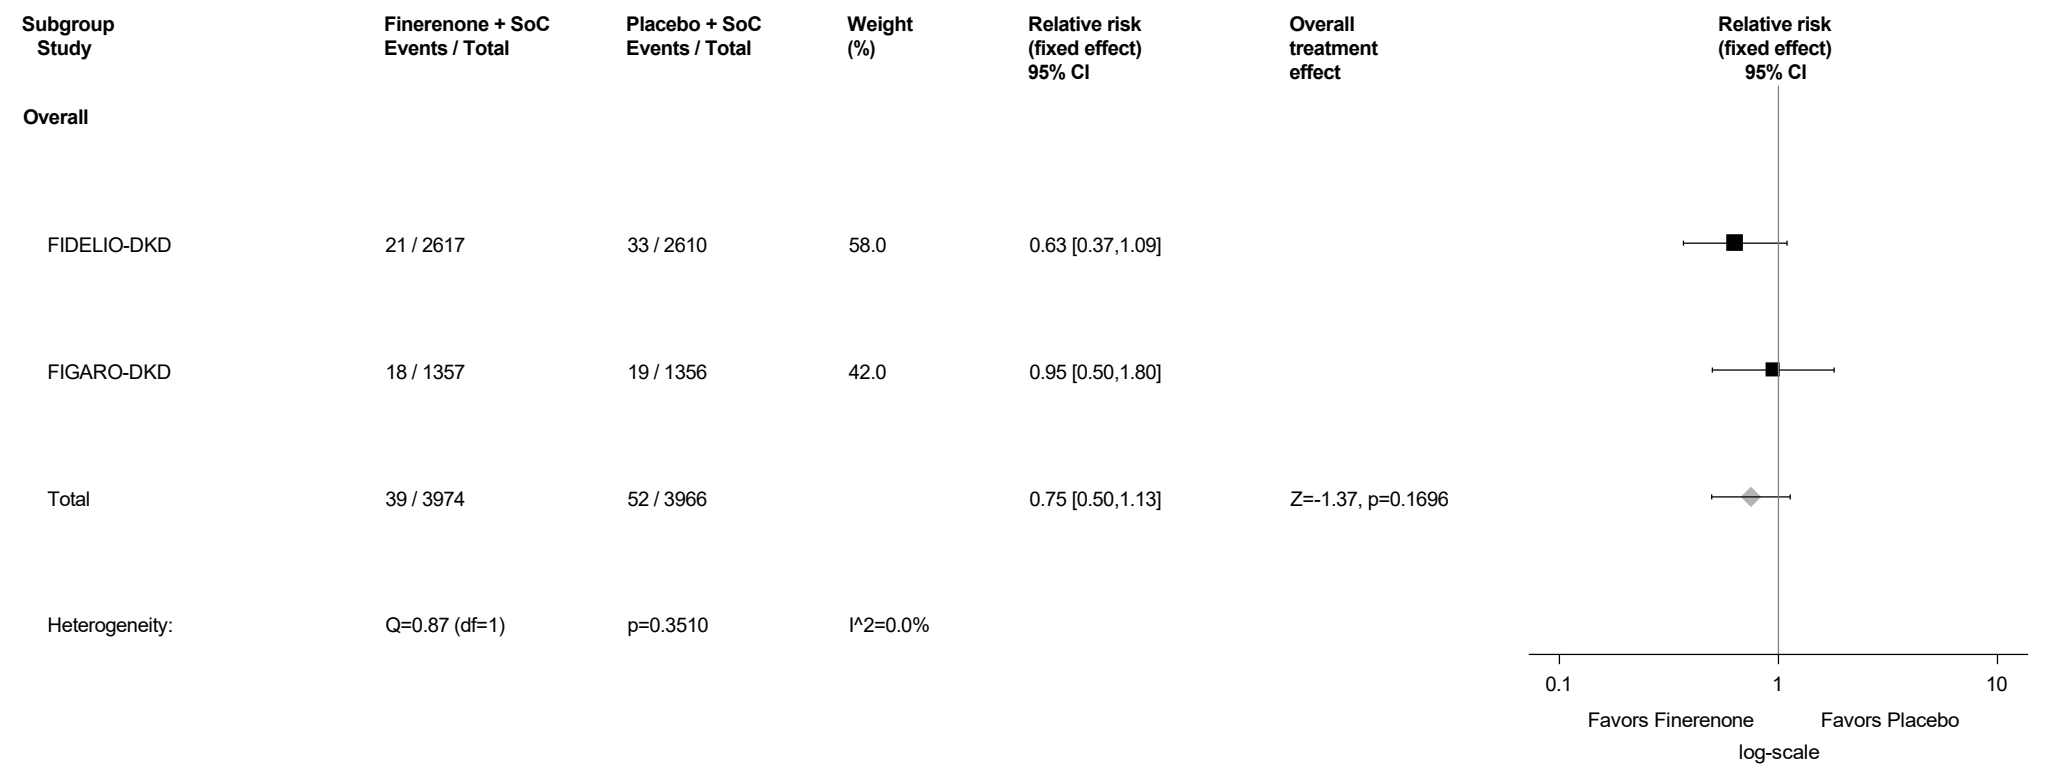 Subgroup Finerenone + SoC Placebo + SoC Weight Relative risk Overall Relative risk
Study Events / Total Events / Total (%) (fixed effect) treatment (fixed effect)
95% CI effect 95% CI
Overall
FIDELIO-DKD 21 / 2617 33 / 2610 58.0 0.63 [0.37,1.09]
FIGARO-DKD 18 / 1357 19 / 1356 42.0 0.95 [0.50,1.80]
Total 39 / 3974 52 / 3966 0.75 [0.50,1.13] Z=-1.37, p=0.1696
Heterogeneity: Q=0.87 (df=1) p=0.3510 I^2=0.0%
0.1 1 10
Favors Finerenone Favors Placebo
log-scale